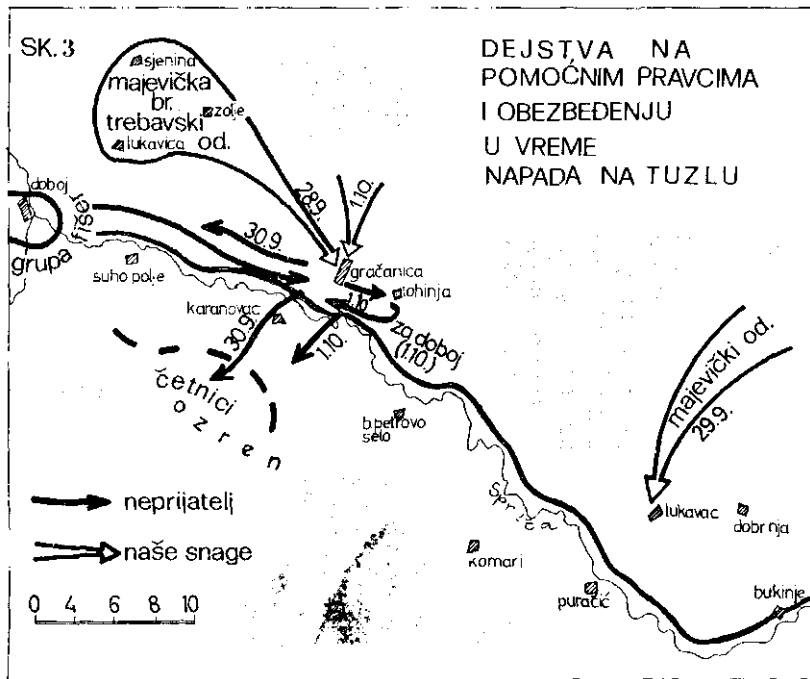 SK. 3
DEJSTVA NA
POMOĆNIM PRAVCIMA
I OBEZBEĐENJU
U VREME
NAPADA NA TUZLU
sjenina
majevička
br.
zolje
trebavski
lukavica od.
28.9.
1.10.
doboj
grupa fišer
30.9.
suho polje
gračanica
1.10.
karanovac
30.9.
1.10.
za doboj
(1.10.)
četnici
ozren
b.petrovo
selo
majevički od.
29.9.
Spreča
lukavac
dobrnja
komari
puračić
bukinje
neprijatelj
naše snage
0 4 6 10